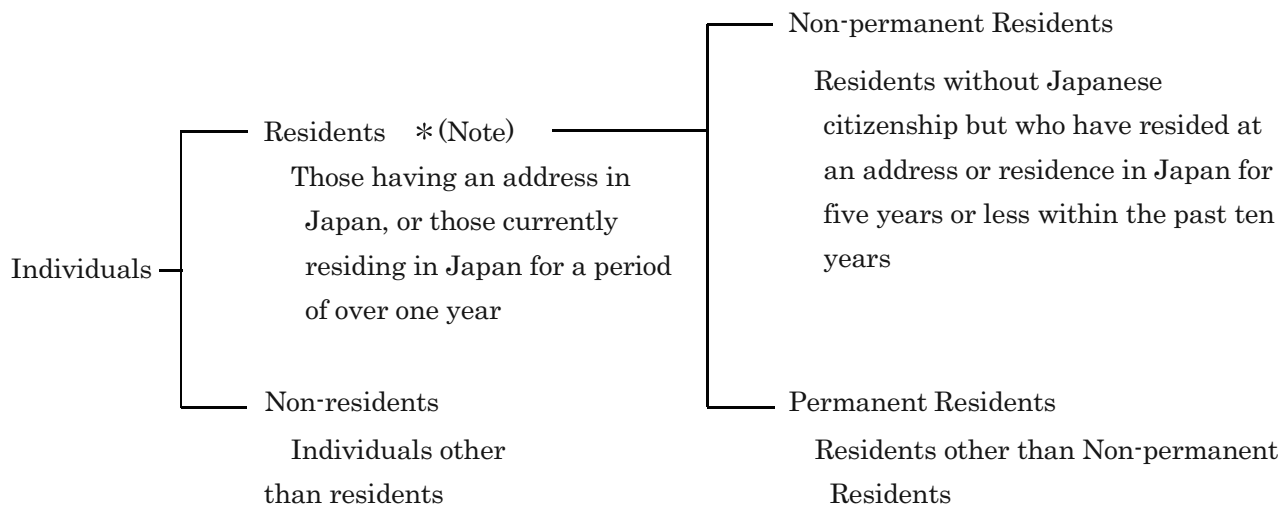 Individuals
Residents ＊(Note)
Those having an address in
Japan, or those currently
residing in Japan for a period
of over one year
Non-residents
Individuals other
than residents
Non-permanent Residents
Residents without Japanese
citizenship but who have resided at
an address or residence in Japan for
five years or less within the past ten
years
Permanent Residents
Residents other than Non-permanent
Residents